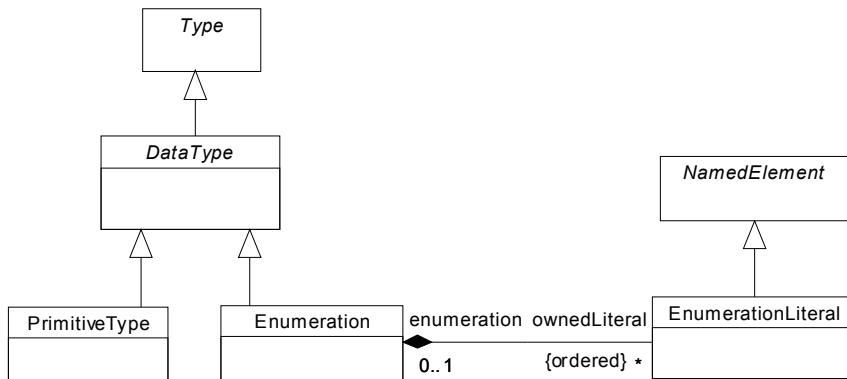 Type
DataType
NamedElement
PrimitiveType
Enumeration
enumeration ownedLiteral
EnumerationLiteral
0..1
{ordered} *